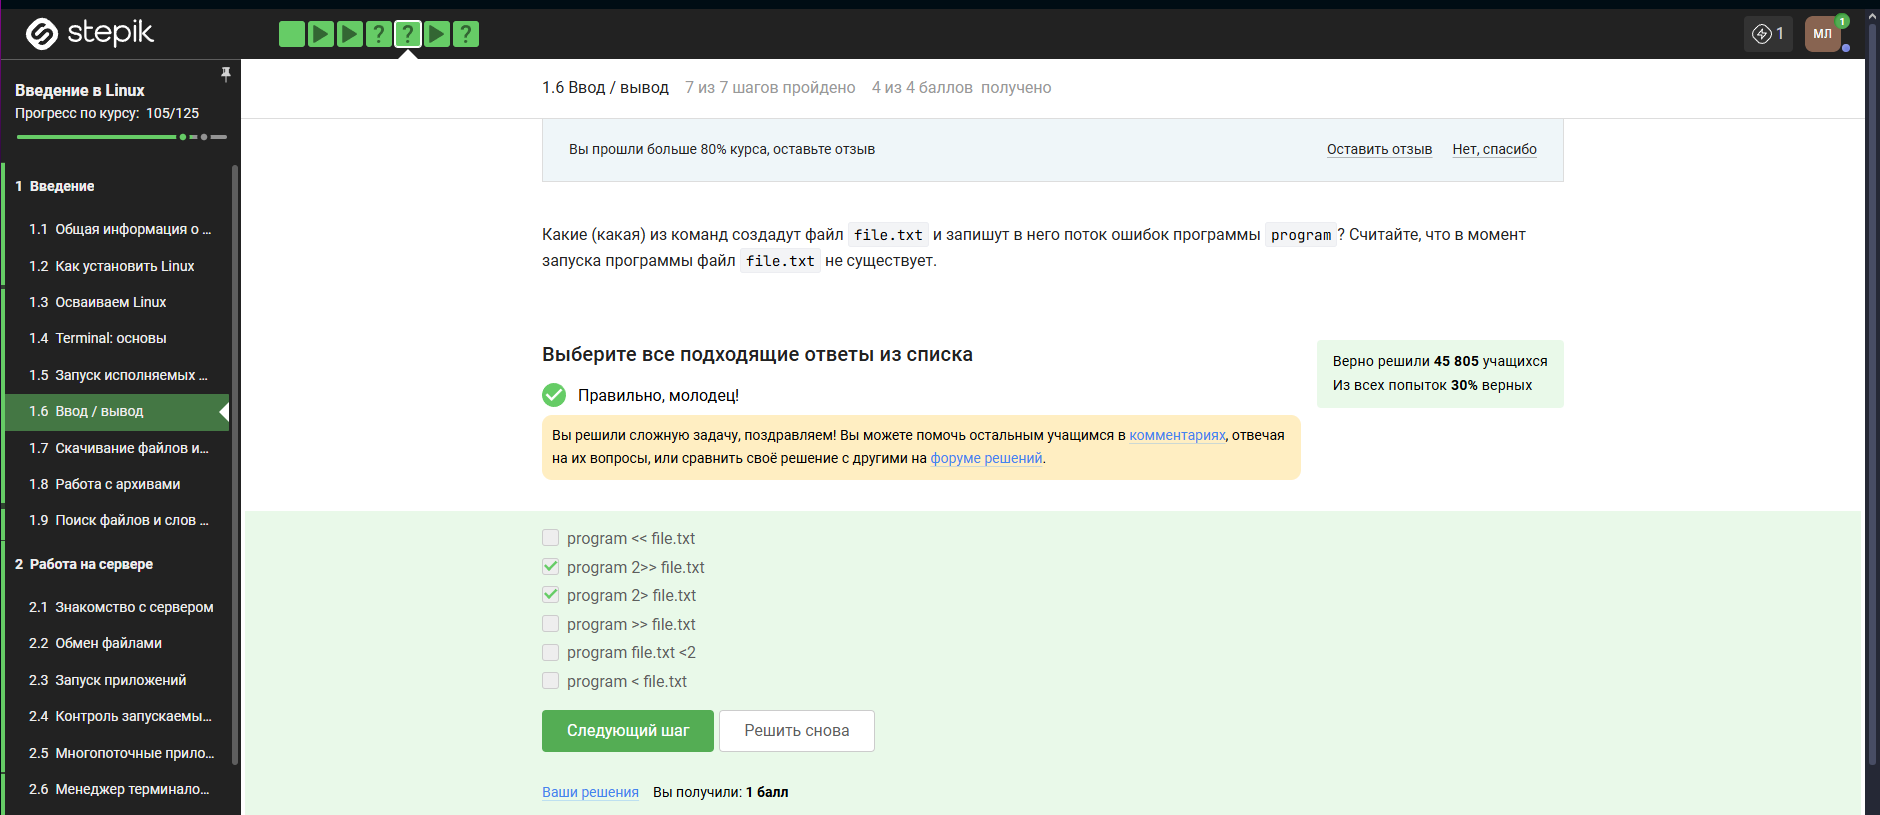 stepik
1
МЛ
1
Введение в Linux
Прогресс по курсу: 105/125
1 Введение
1.1 Общая информация о ...
1.2 Как установить Linux
1.3 Осваиваем Linux
1.4 Terminal: основы
1.5 Запуск исполняемых ...
1.6 Ввод / вывод
1.7 Скачивание файлов и...
1.8 Работа с архивами
1.9 Поиск файлов и слов ...
2 Работа на сервере
2.1 Знакомство с сервером
2.2 Обмен файлами
2.3 Запуск приложений
2.4 Контроль запускаемы...
2.5 Многопоточные прило...
2.6 Менеджер терминало...
1.6 Ввод / вывод 7 из 7 шагов пройдено 4 из 4 баллов получено
Вы прошли больше 80% курса, оставьте отзыв Оставить отзыв Нет, спасибо
Какие (какая) из команд создадут файл file.txt и запишут в него поток ошибок программы program? Считайте, что в момент
запуска программы файл file.txt не существует.
Выберите все подходящие ответы из списка
Правильно, молодец!
Вы решили сложную задачу, поздравляем! Вы можете помочь остальным учащимся в комментариях, отвечая
на их вопросы, или сравнить своё решение с другими на форуме решений.
Верно решили 45 805 учащихся
Из всех попыток 30% верных
program << file.txt
program 2>> file.txt
program 2> file.txt
program >> file.txt
program file.txt <2
program < file.txt
Следующий шаг Решить снова
Ваши решения Вы получили: 1 балл